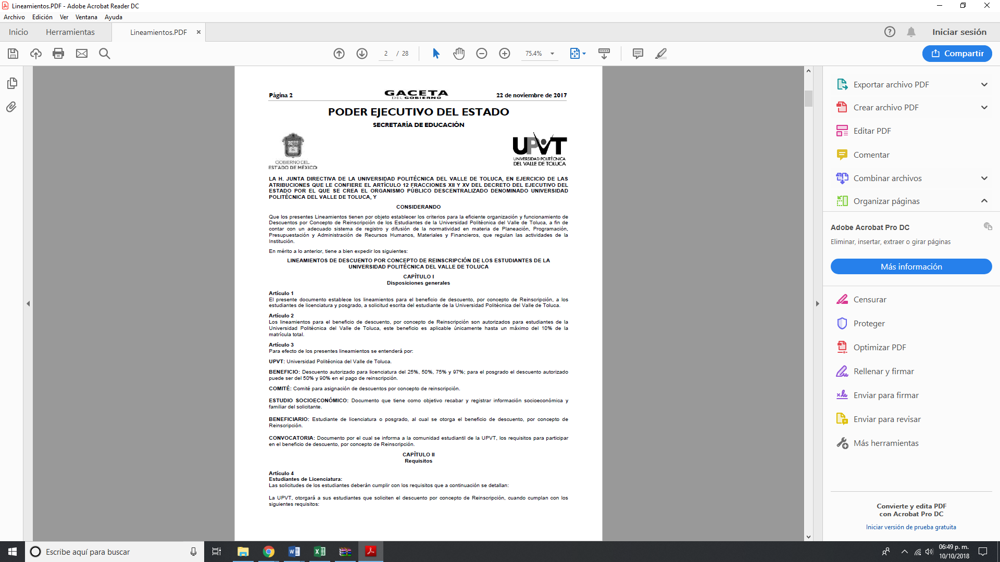 Lineamientos.PDF - Adobe Acrobat Reader DC
Archivo Edición Ver Ventana Ayuda
Inicio Herramientas Lineamientos.PDF × Iniciar sesión
2 / 28 75.4% Compartir
Página 2 GACETA DEL GOBIERNO 22 de noviembre de 2017
PODER EJECUTIVO DEL ESTADO
SECRETARÍA DE EDUCACIÓN
GOBIERNO DEL
ESTADO DE MÉXICO
UPVT
UNIVERSIDAD POLITÉCNICA
DEL VALLE DE TOLUCA
LA H. JUNTA DIRECTIVA DE LA UNIVERSIDAD POLITÉCNICA DEL VALLE DE TOLUCA, EN EJERCICIO DE LAS
ATRIBUCIONES QUE LE CONFIERE EL ARTÍCULO 12 FRACCIONES XII Y XV DEL DECRETO DEL EJECUTIVO DEL
ESTADO POR EL QUE SE CREA EL ORGANISMO PÚBLICO DESCENTRALIZADO DENOMINADO UNIVERSIDAD
POLITÉCNICA DEL VALLE DE TOLUCA, Y
CONSIDERANDO
Que los presentes Lineamientos tienen por objeto establecer los criterios para la eficiente organización y funcionamiento de
Descuentos por Concepto de Reinscripción de los Estudiantes de la Universidad Politécnica del Valle de Toluca, a fin de
contar con un adecuado sistema de registro y difusión de la normatividad en materia de Planeación, Programación,
Presupuestación y Administración de Recursos Humanos, Materiales y Financieros, que regulan las actividades de la
Institución.
En mérito a lo anterior, tiene a bien expedir los siguientes:
LINEAMIENTOS DE DESCUENTO POR CONCEPTO DE REINSCRIPCIÓN DE LOS ESTUDIANTES DE LA
UNIVERSIDAD POLITÉCNICA DEL VALLE DE TOLUCA
CAPÍTULO I
Disposiciones generales
Artículo 1
El presente documento establece los lineamientos para el beneficio de descuento, por concepto de Reinscripción, a los
estudiantes de licenciatura y posgrado, a solicitud escrita del estudiante de la Universidad Politécnica del Valle de Toluca.
Artículo 2
Los lineamientos para el beneficio de descuento, por concepto de Reinscripción son autorizados para estudiantes de la
Universidad Politécnica del Valle de Toluca, este beneficio es aplicable únicamente hasta un máximo del 10% de la
matrícula total.
Artículo 3
Para efecto de los presentes lineamientos se entenderá por:
UPVT: Universidad Politécnica del Valle de Toluca.
BENEFICIO: Descuento autorizado para licenciatura del 25%, 50%, 75% y 97%; para el posgrado el descuento autorizado
puede ser del 50% y 90% en el pago de reinscripción.
COMITÉ: Comité para asignación de descuentos por concepto de reinscripción.
ESTUDIO SOCIOECONÓMICO: Documento que tiene como objetivo recabar y registrar información socioeconómica y
familiar del solicitante.
BENEFICIARIO: Estudiante de licenciatura o posgrado, al cual se otorga el beneficio de descuento, por concepto de
Reinscripción.
CONVOCATORIA: Documento por el cual se informa a la comunidad estudiantil de la UPVT, los requisitos para participar
en el beneficio de descuento, por concepto de Reinscripción.
CAPÍTULO II
Requisitos
Artículo 4
Estudiantes de Licenciatura:
Las solicitudes de los estudiantes deberán cumplir con los requisitos que a continuación se detallan:
La UPVT, otorgará a sus estudiantes que soliciten el descuento por concepto de Reinscripción, cuando cumplan con los
siguientes requisitos:
Exportar archivo PDF
Crear archivo PDF
Editar PDF
Comentar
Combinar archivos
Organizar páginas
Adobe Acrobat Pro DC
Eliminar, insertar, extraer o girar páginas
Más información
Censurar
Proteger
Optimizar PDF
Rellenar y firmar
Enviar para firmar
Enviar para revisar
Más herramientas
Convierte y edita PDF
con Acrobat Pro DC
Iniciar versión de prueba gratuita
Escribe aquí para buscar
06:49 p. m.
10/10/2018